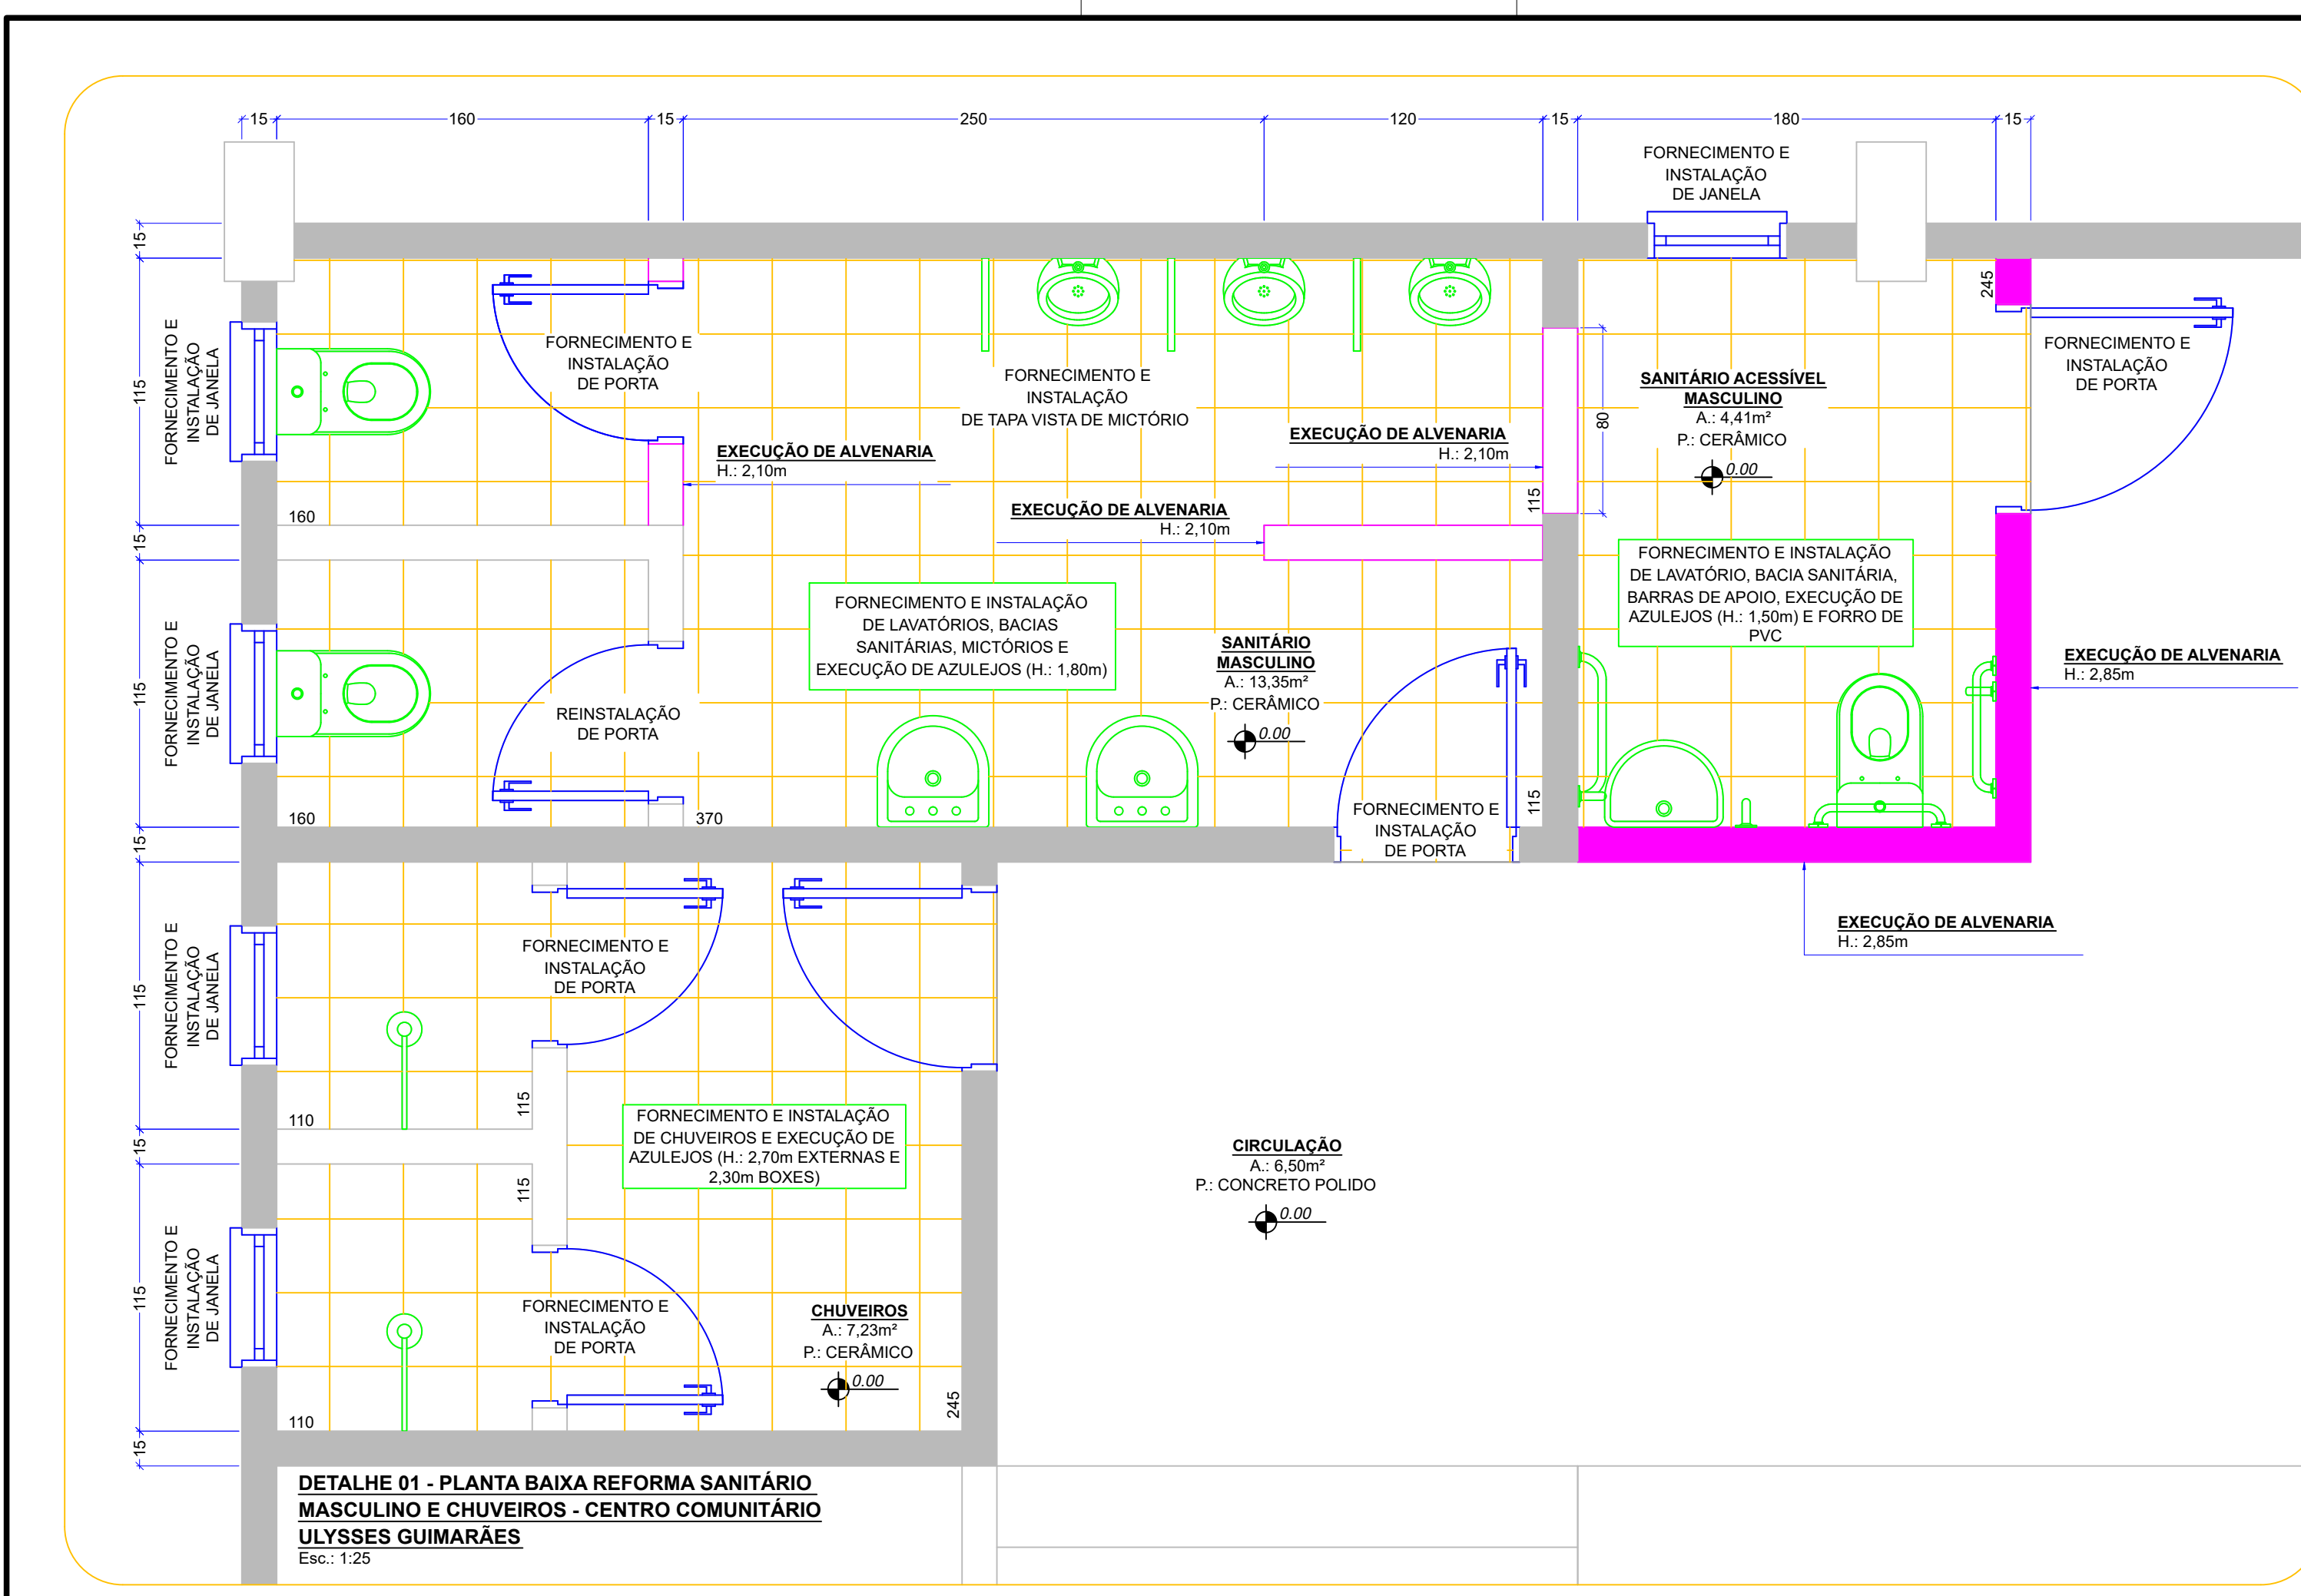 15
160
15
250
120
15
180
15
FORNECIMENTO E
INSTALAÇÃO
DE JANELA
15
115
15
115
15
115
15
115
15
FORNECIMENTO E
INSTALAÇÃO
DE JANELA
FORNECIMENTO E
INSTALAÇÃO
DE JANELA
FORNECIMENTO E
INSTALAÇÃO
DE JANELA
FORNECIMENTO E
INSTALAÇÃO
DE JANELA
FORNECIMENTO E
INSTALAÇÃO
DE PORTA
FORNECIMENTO E
INSTALAÇÃO
DE TAPA VISTA DE MICTÓRIO
EXECUÇÃO DE ALVENARIA
H.: 2,10m
EXECUÇÃO DE ALVENARIA
H.: 2,10m
EXECUÇÃO DE ALVENARIA
H.: 2,10m
80
115
245
SANITÁRIO ACESSÍVEL
MASCULINO
A.: 4,41m²
P.: CERÂMICO
0.00
FORNECIMENTO E
INSTALAÇÃO
DE PORTA
160
FORNECIMENTO E INSTALAÇÃO
DE LAVATÓRIO, BACIA SANITÁRIA,
BARRAS DE APOIO, EXECUÇÃO DE
AZULEJOS (H.: 1,50m) E FORRO DE
PVC
FORNECIMENTO E INSTALAÇÃO
DE LAVATÓRIOS, BACIAS
SANITÁRIAS, MICTÓRIOS E
EXECUÇÃO DE AZULEJOS (H.: 1,80m)
SANITÁRIO
MASCULINO
A.: 13,35m²
P.: CERÂMICO
0.00
EXECUÇÃO DE ALVENARIA
H.: 2,85m
REINSTALAÇÃO
DE PORTA
160
370
115
FORNECIMENTO E
INSTALAÇÃO
DE PORTA
EXECUÇÃO DE ALVENARIA
H.: 2,85m
FORNECIMENTO E
INSTALAÇÃO
DE PORTA
110
115
115
FORNECIMENTO E INSTALAÇÃO
DE CHUVEIROS E EXECUÇÃO DE
AZULEJOS (H.: 2,70m EXTERNAS E
2,30m BOXES)
CIRCULAÇÃO
A.: 6,50m²
P.: CONCRETO POLIDO
0.00
FORNECIMENTO E
INSTALAÇÃO
DE PORTA
CHUVEIROS
A.: 7,23m²
P.: CERÂMICO
0.00
245
110
DETALHE 01 - PLANTA BAIXA REFORMA SANITÁRIO
MASCULINO E CHUVEIROS - CENTRO COMUNITÁRIO
ULYSSES GUIMARÃES
Esc.: 1:25